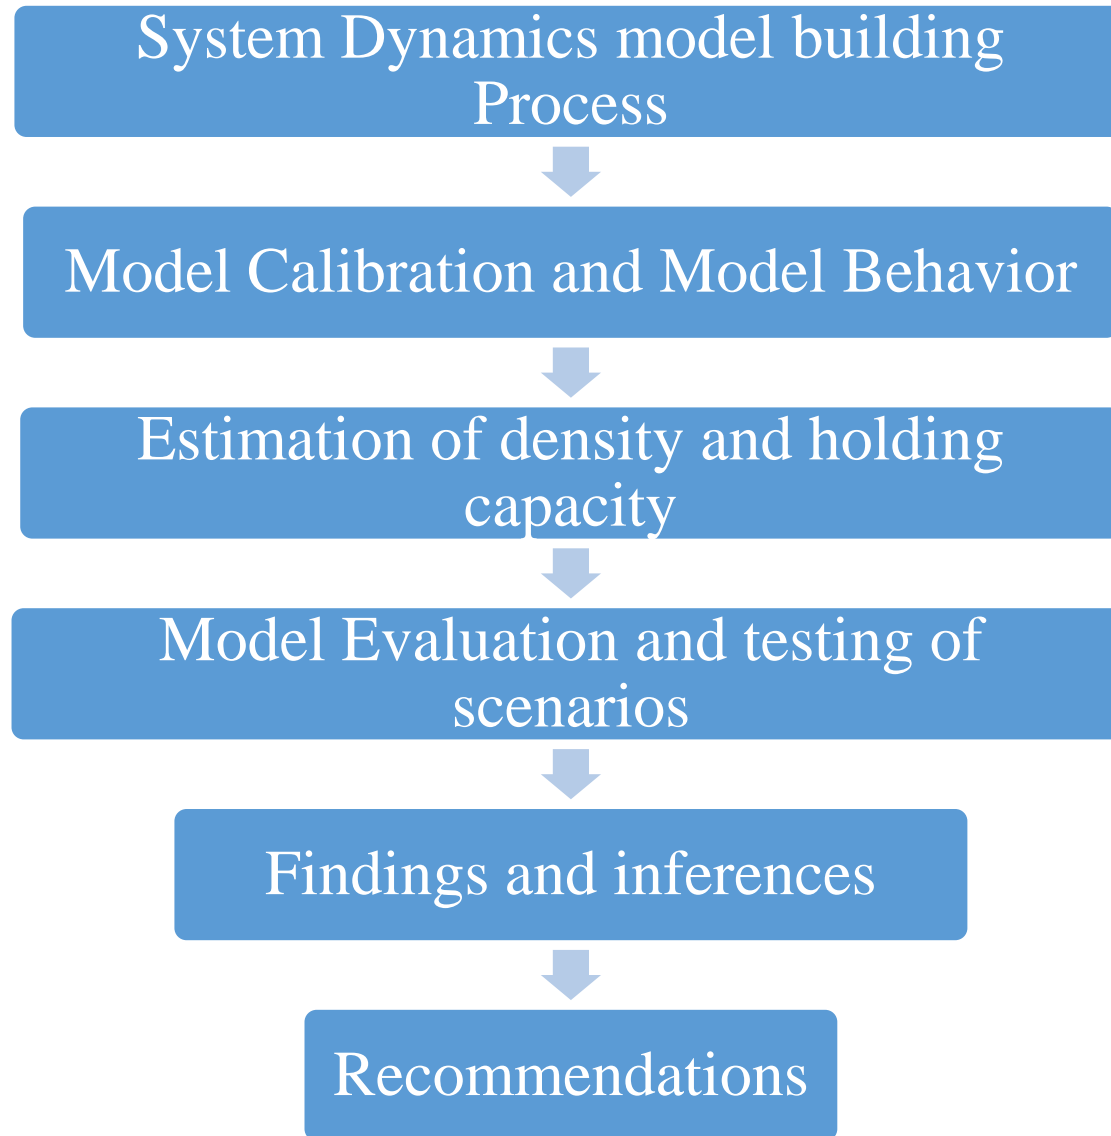 System Dynamics model building
Process
Model Calibration and Model Behavior
Estimation of density and holding
capacity
Model Evaluation and testing of
scenarios
Findings and inferences
Recommendations